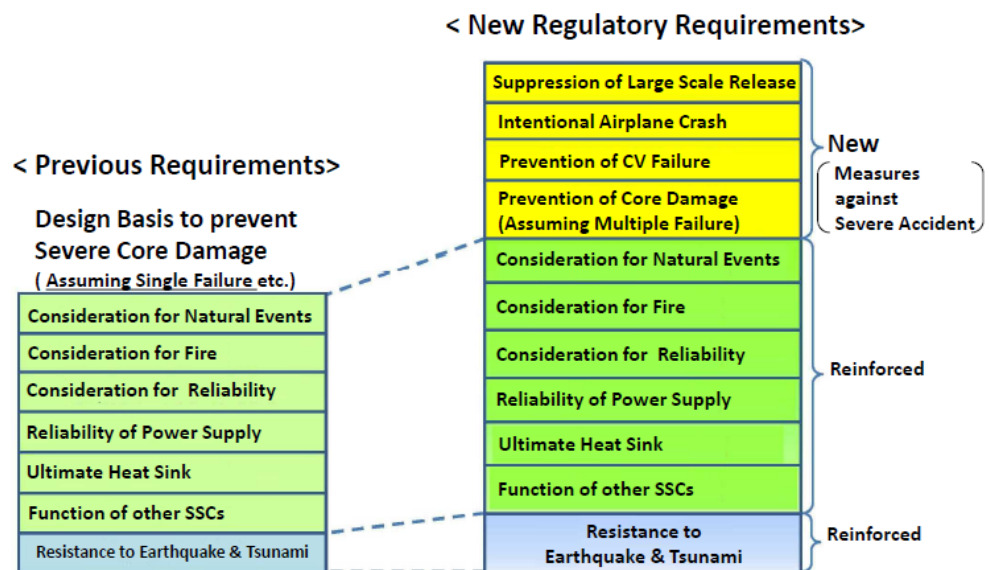 < New Regulatory Requirements>
Suppression of Large Scale Release
Intentional Airplane Crash
Prevention of CV Failure
Prevention of Core Damage
(Assuming Multiple Failure)
New
Measures
against
Severe Accident
Consideration for Natural Events
Consideration for Fire
Consideration for Reliability
Reliability of Power Supply
Ultimate Heat Sink
Function of other SSCs
Reinforced
Resistance to
Earthquake & Tsunami
Reinforced
< Previous Requirements>
Design Basis to prevent
Severe Core Damage
( Assuming Single Failure etc.)
Consideration for Natural Events
Consideration for Fire
Consideration for Reliability
Reliability of Power Supply
Ultimate Heat Sink
Function of other SSCs
Resistance to Earthquake & Tsunami